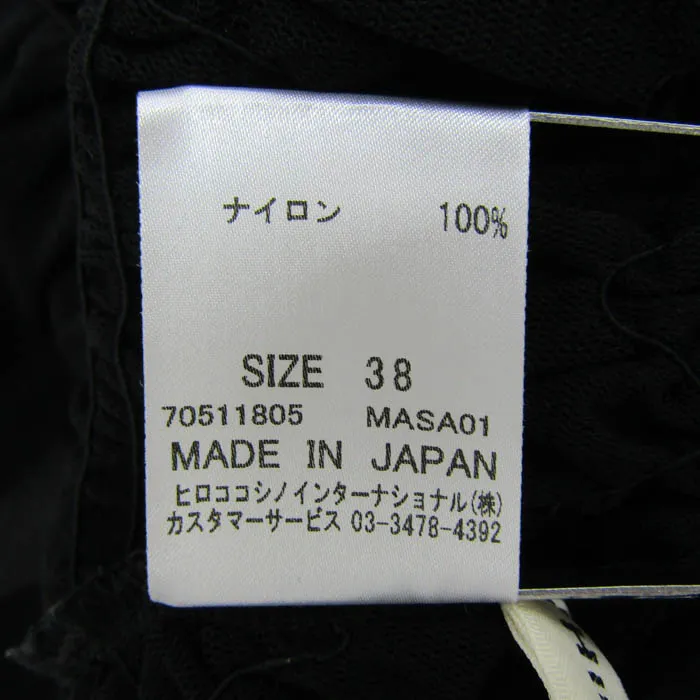 ナイロン 100%
SIZE 38
70511805 MASA01
MADE IN JAPAN
ヒロココシノインターナショナル(株)
カスタマーサービス 03-3478-4392